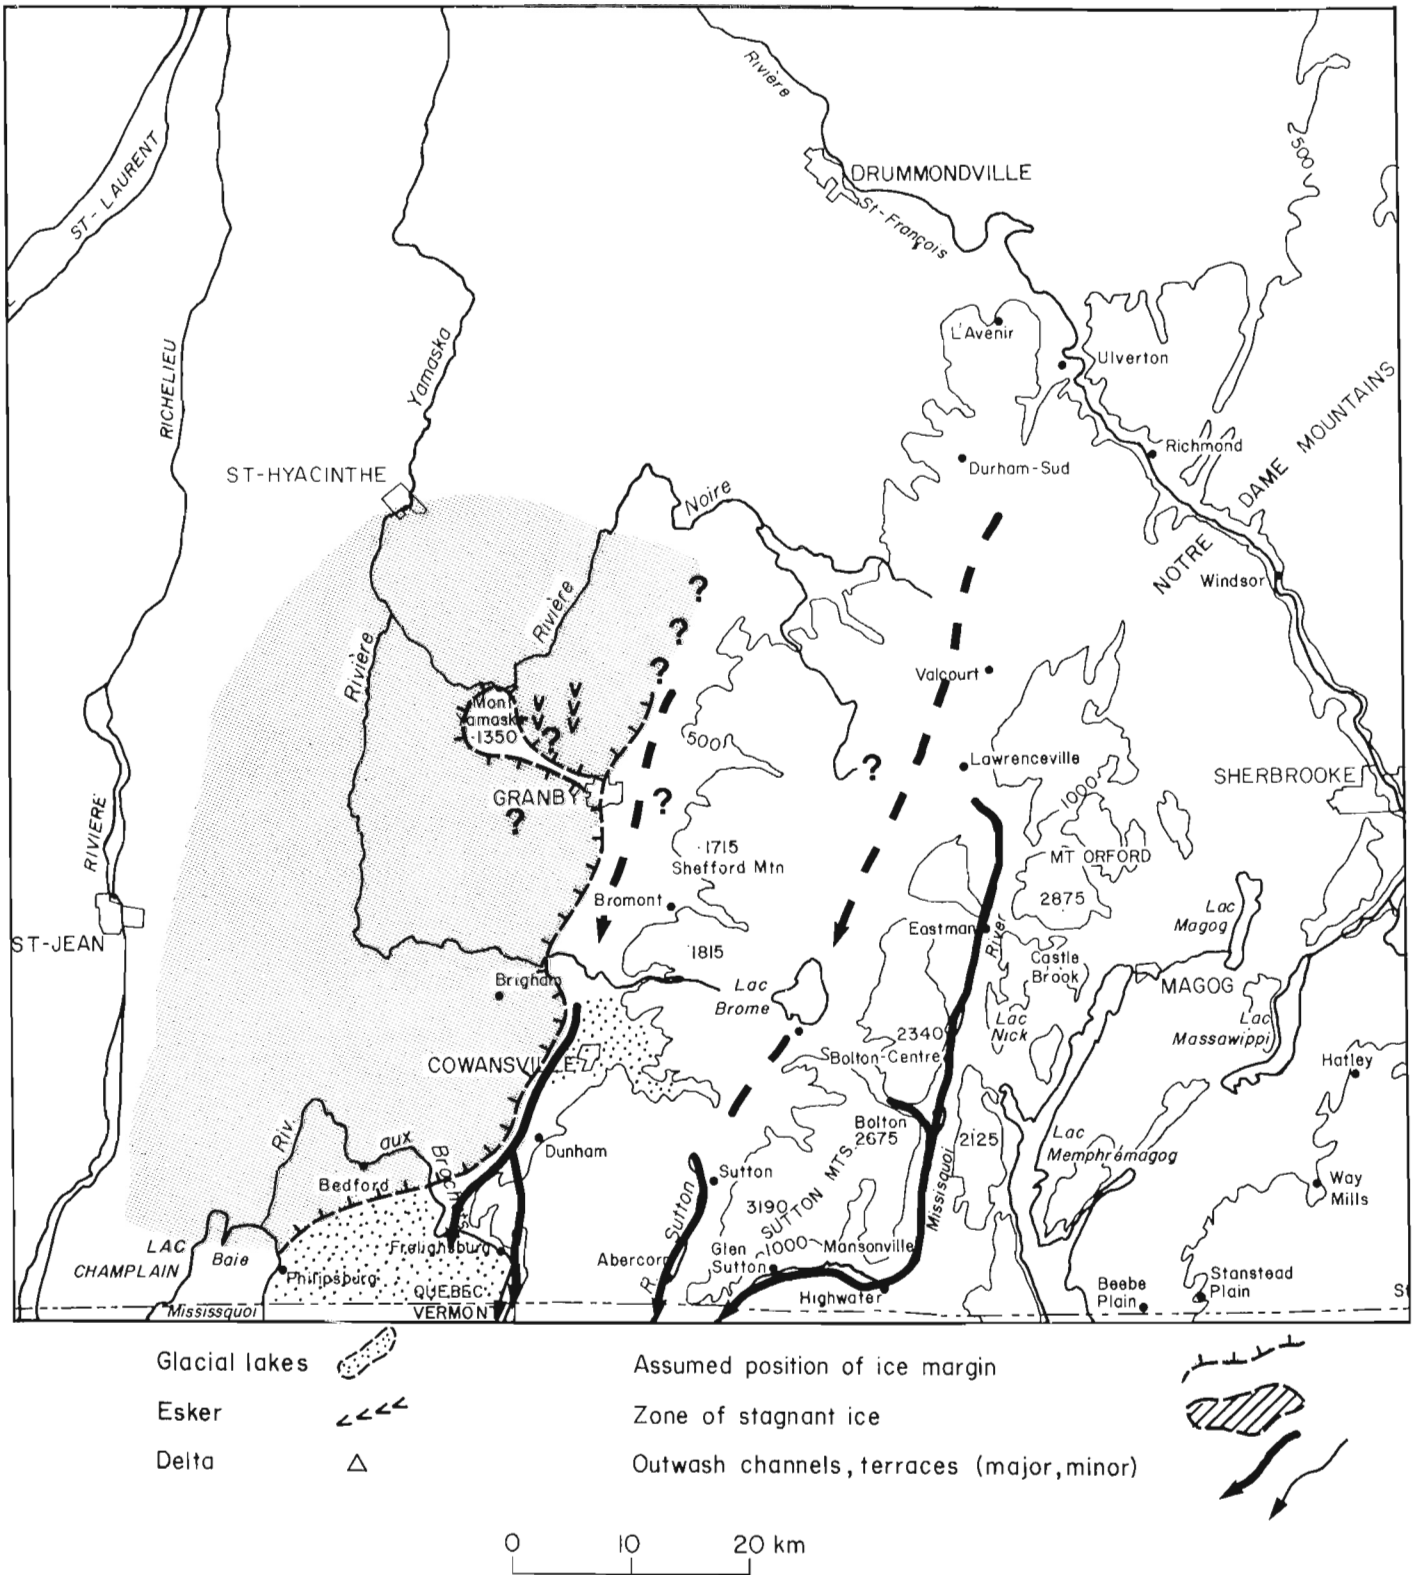 Rivière
500
DRUMMONDVILLE
ST-LAURENT
St-François
L'Avenir
Ulverton
RICHELIEU
Yamaska
NOTRE DAME MOUNTAINS
Richmond
ST-HYACINTHE
Durham-Sud
Noire
Windsor
Rivière
Rivière
?
?
?
Valcourt
Mont
Yamaska
·1350
?
500
?
Lawrenceville
SHERBROOKE
GRANBY
?
?
1000
RIVIERE
·1715
Shefford Mtn
MT ORFORD
2875
Bromont
Lac
Magog
ST-JEAN
Eastman
River
1815
Castle
Brook
Brigham
Lac
Brome
MAGOG
Lac
Nick
Lac
Massawippi
2340
Bolton-Centre
COWANSVILLE
Hatley
Riv.
aux
Brochets
Bolton
2675
2125
Lac
Memphrémagog
Dunham
Bedford
Sutton
Way
Mills
SUTTON MTS.
3190
Missisquoi
R. Sutton
LAC
CHAMPLAIN
Baie
Frelighsburg
Abercorn
Glen
Sutton
1000
Mansonville
Philipsburg
Stanstead
Plain
Beebe
Plain
QUEBEC
VERMONT
Highwater
Mississquoi
S
Glacial lakes
Assumed position of ice margin
Esker
Zone of stagnant ice
Delta
Outwash channels, terraces (major, minor)
0 10 20 km